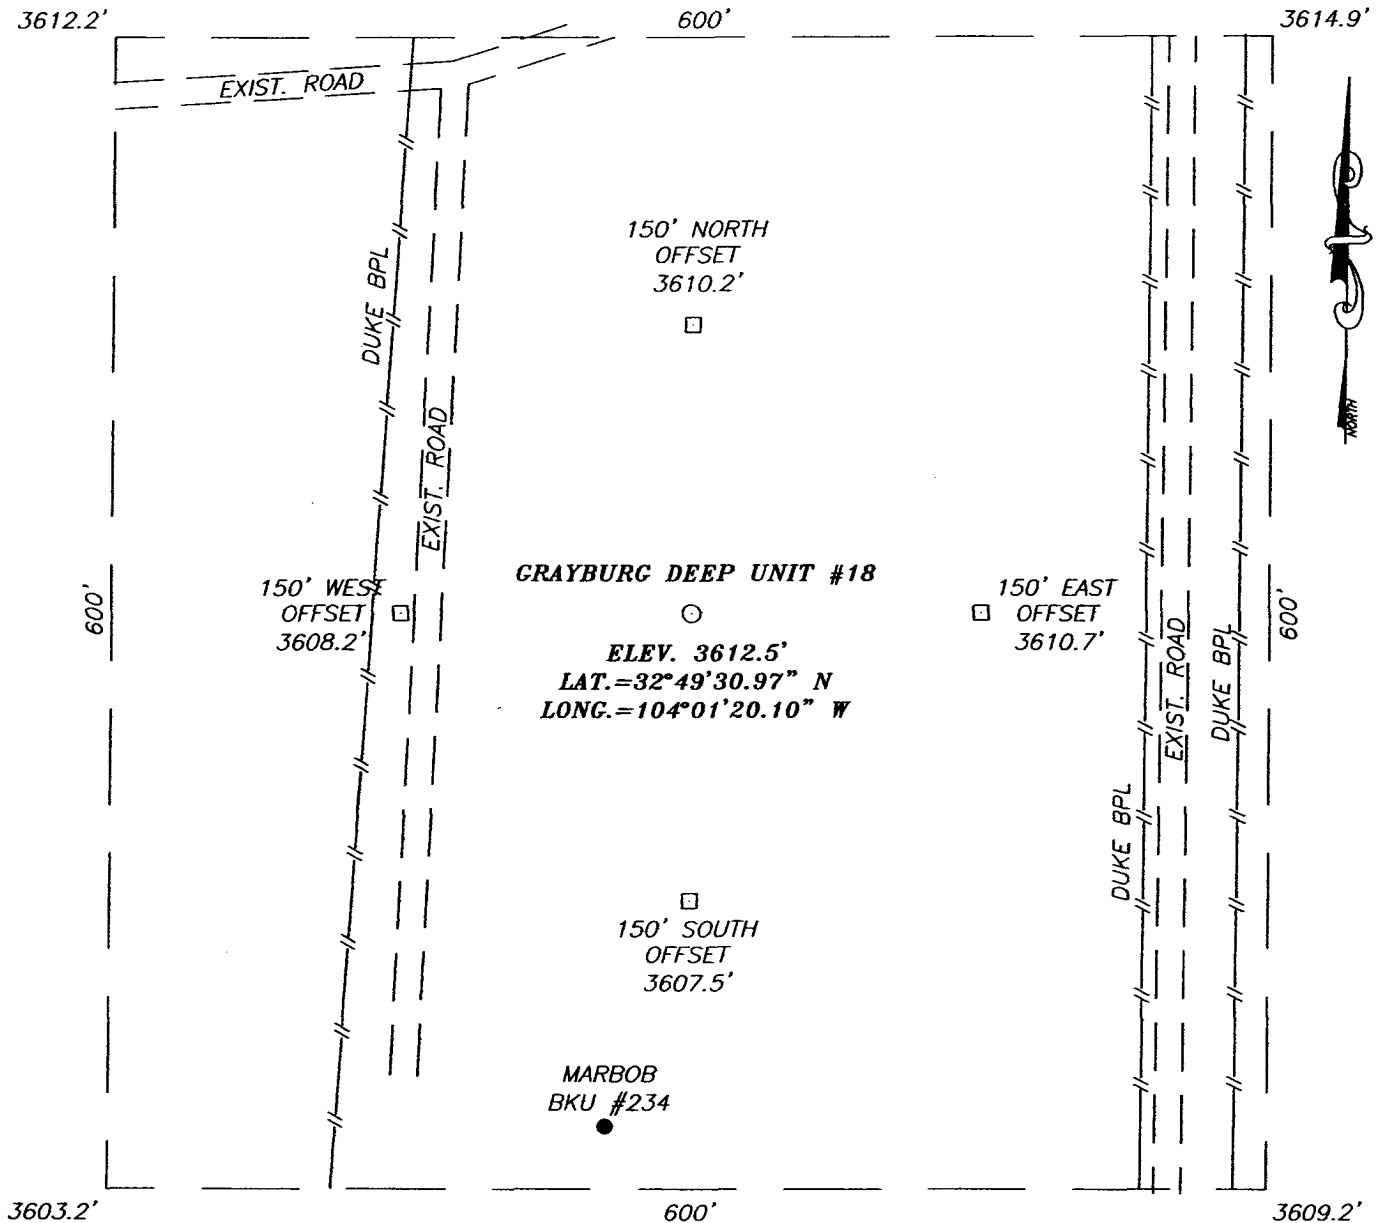 3612.2'
600'
3614.9'
EXIST. ROAD
150' NORTH
OFFSET
3610.2'
DUKE BPL
NORTH
EXIST. ROAD
GRAYBURG DEEP UNIT #18
150' WEST
OFFSET
3608.2'
150' EAST
OFFSET
3610.7'
600'
600'
ELEV. 3612.5'
LAT.=32°49'30.97" N
LONG.=104°01'20.10" W
EXIST. ROAD
DUKE BPL
DUKE BPL
150' SOUTH
OFFSET
3607.5'
MARBOB
BKU #234
3603.2'
600'
3609.2'